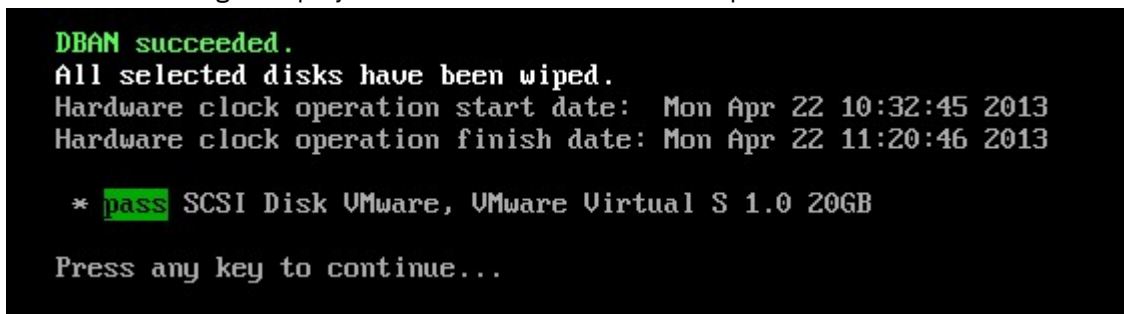 DBAN succeeded.
All selected disks have been wiped.
Hardware clock operation start date:  Mon Apr 22 10:32:45 2013
Hardware clock operation finish date: Mon Apr 22 11:20:46 2013
* pass SCSI Disk VMware, VMware Virtual S 1.0 20GB
Press any key to continue...